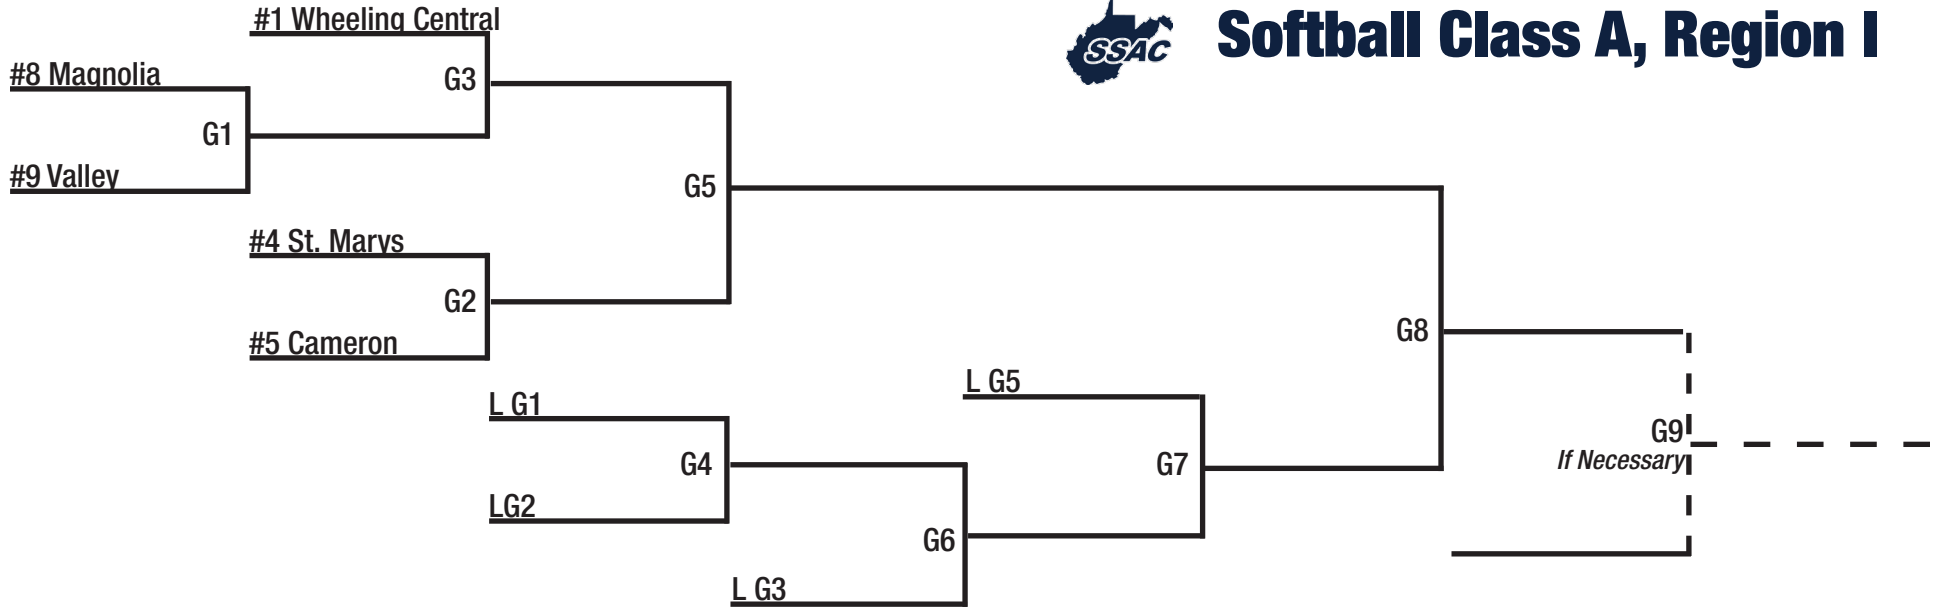 #1 Wheeling Central
SSAC
Softball Class A, Region I
#8 Magnolia
G3
G1
#9 Valley
G5
#4 St. Marys
G2
#5 Cameron
G8
L G5
L G1
G9
If Necessary
G4
G7
LG2
G6
L G3